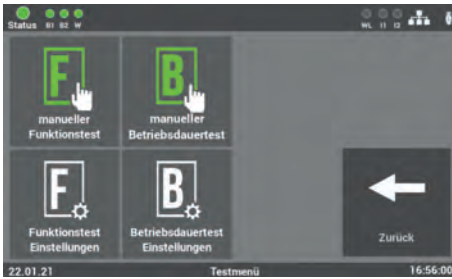 Status B1 B2 W WL I1 I2
F B
manueller
Funktionstest
manueller
Betriebsdauertest
F B
Funktionstest
Einstellungen
Betriebsdauertest
Einstellungen
Zurück
22.01.21 Testmenü 16:56:00